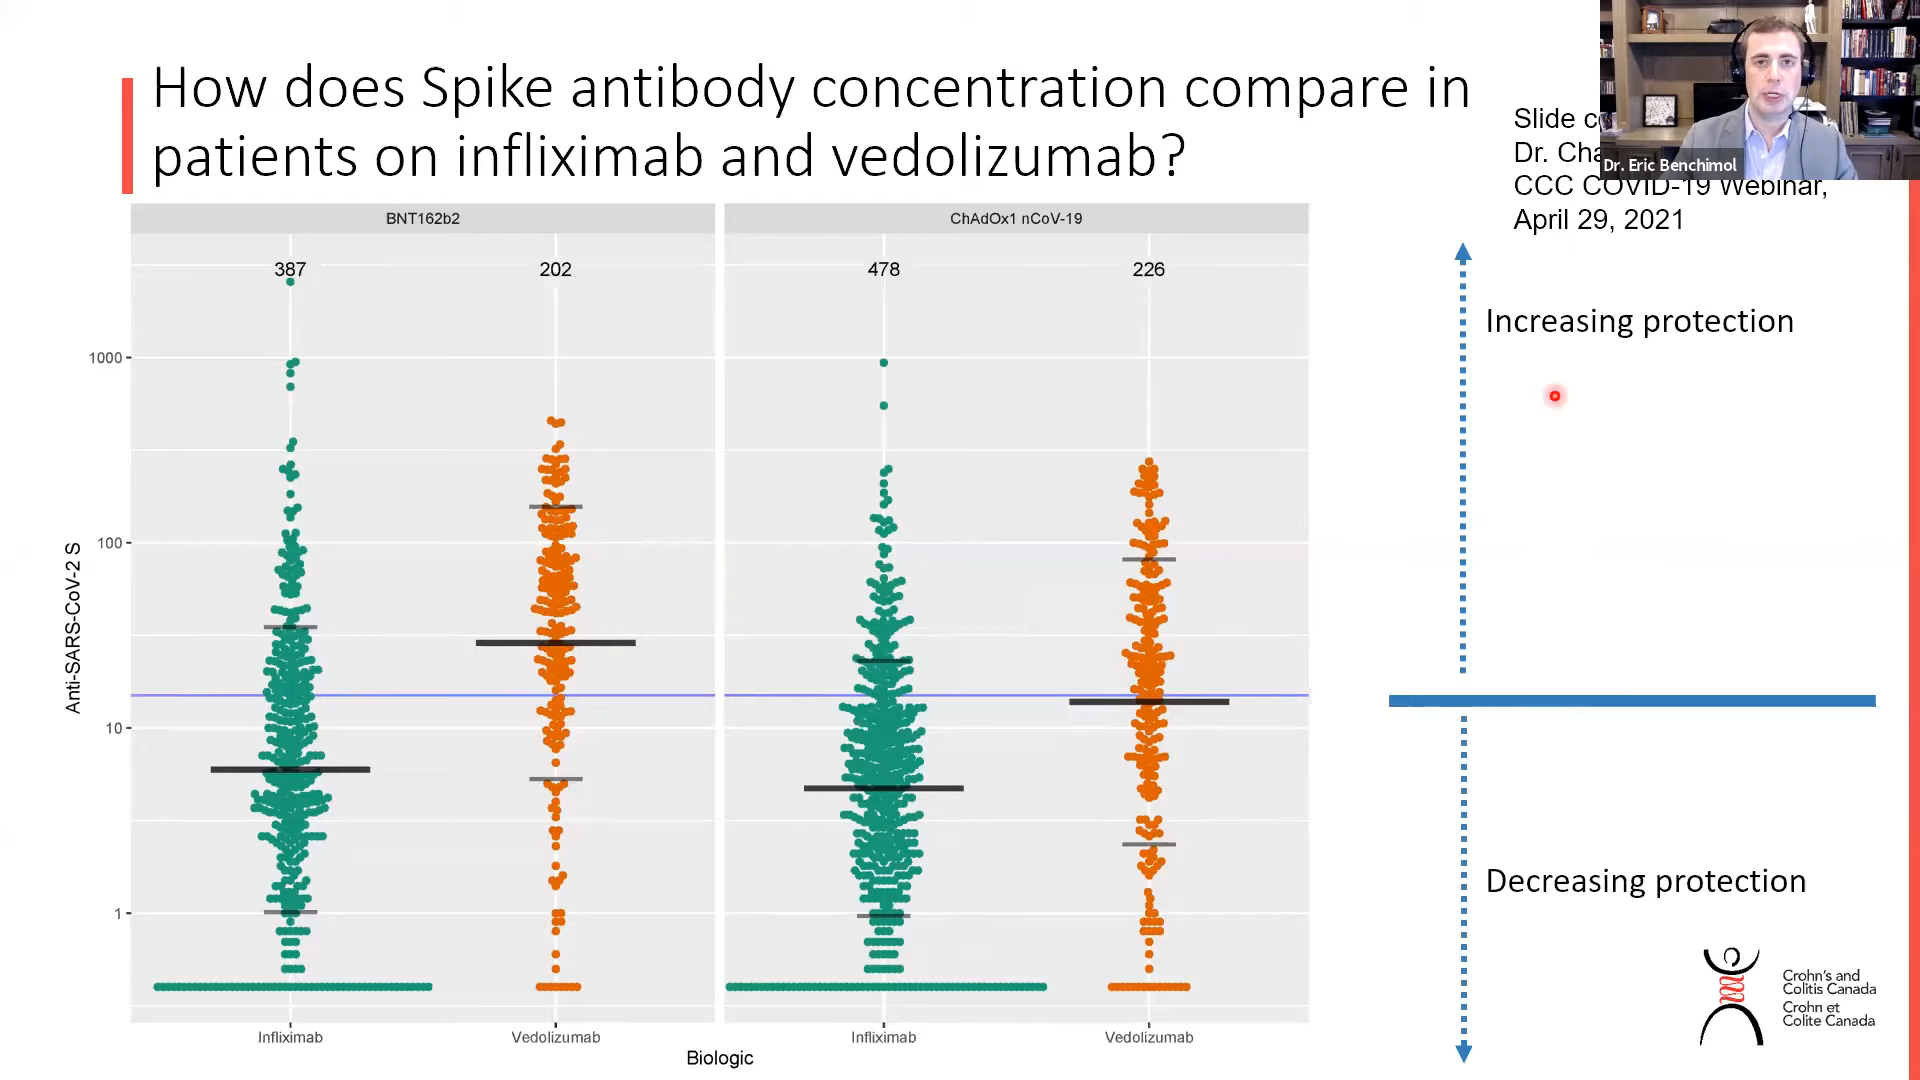 How does Spike antibody concentration compare in
patients on infliximab and vedolizumab?
Slide
Dr.
CCC COVID-19 Webinar,
April 29, 2021
Dr. Eric Benchimol
BNT162b2
ChAdOx1 nCoV-19
387
202
478
226
1000
100
10
1
Anti-SARS-CoV-2 S
Infliximab
Vedolizumab
Infliximab
Vedolizumab
Biologic
Increasing protection
Decreasing protection
Crohn's and
Colitis Canada
Crohn et
Colite Canada